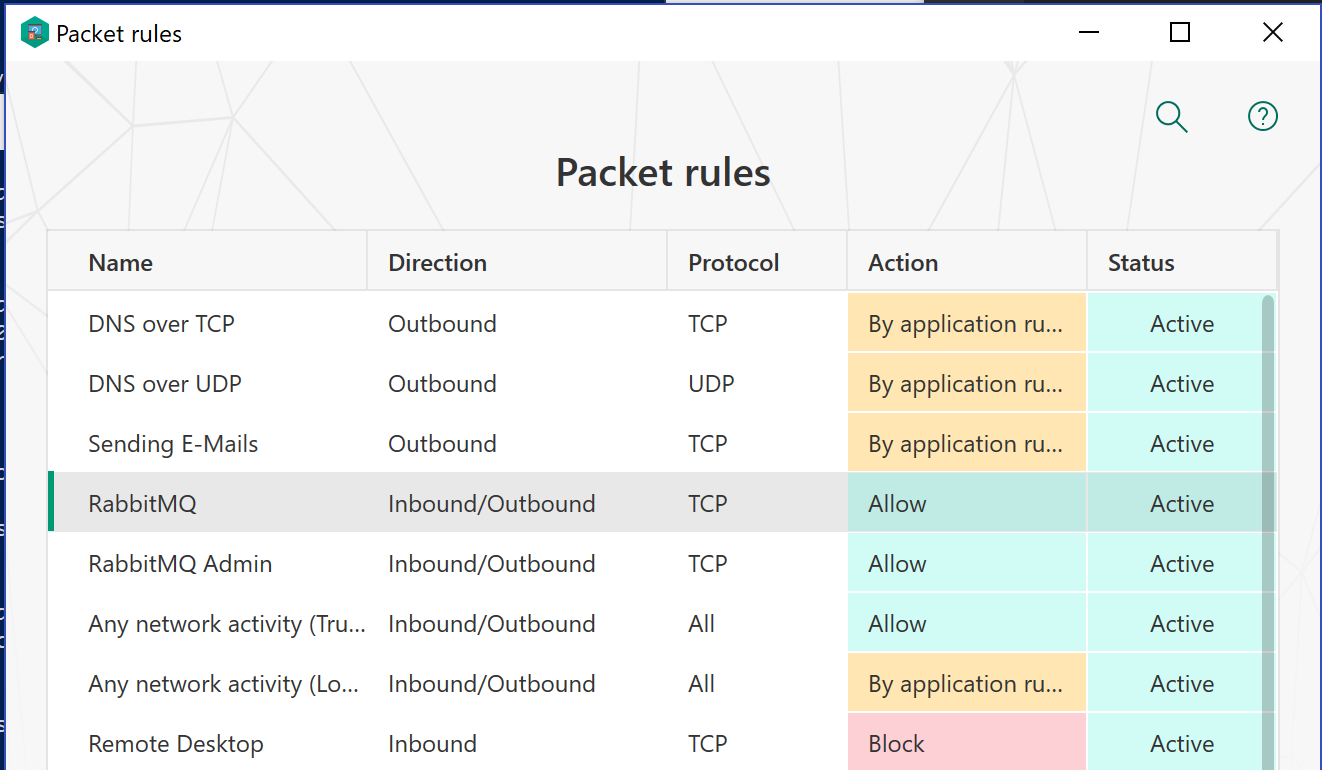 Packet rules
Packet rules
Name Direction Protocol Action Status
DNS over TCP Outbound TCP By application ru... Active
DNS over UDP Outbound UDP By application ru... Active
Sending E-Mails Outbound TCP By application ru... Active
RabbitMQ Inbound/Outbound TCP Allow Active
RabbitMQ Admin Inbound/Outbound TCP Allow Active
Any network activity (Tru... Inbound/Outbound All Allow Active
Any network activity (Lo... Inbound/Outbound All By application ru... Active
Remote Desktop Inbound TCP Block Active